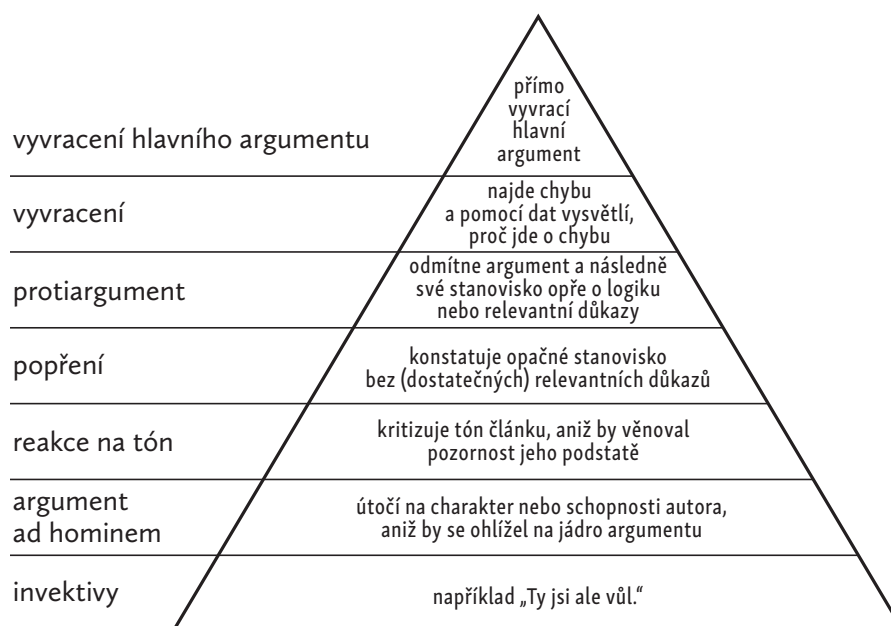 vyvracení hlavního argumentu
přímo
vyvrací
hlavní
argument
vyvracení
najde chybu
a pomocí dat vysvětlí,
proč jde o chybu
protiargument
odmítne argument a následně
své stanovisko opře o logiku
nebo relevantní důkazy
popření
konstatuje opačné stanovisko
bez (dostatečných) relevantních důkazů
reakce na tón
kritizuje tón článku, aniž by věnoval
pozornost jeho podstatě
argument
ad hominem
útočí na charakter nebo schopnosti autora,
aniž by se ohlížel na jádro argumentu
invektivy
například „Ty jsi ale vůl.“